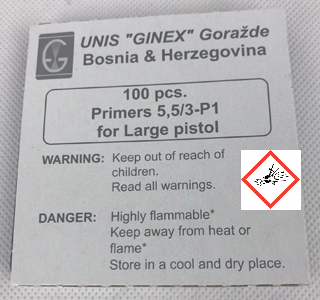 UNIS "GINEX" Goražde
Bosnia & Herzegovina
100 pcs.
Primers 5,5/3-P1
for Large pistol
WARNING: Keep out of reach of
children.
Read all warnings.
DANGER: Highly flammable*
Keep away from heat or
flame*
Store in a cool and dry place.